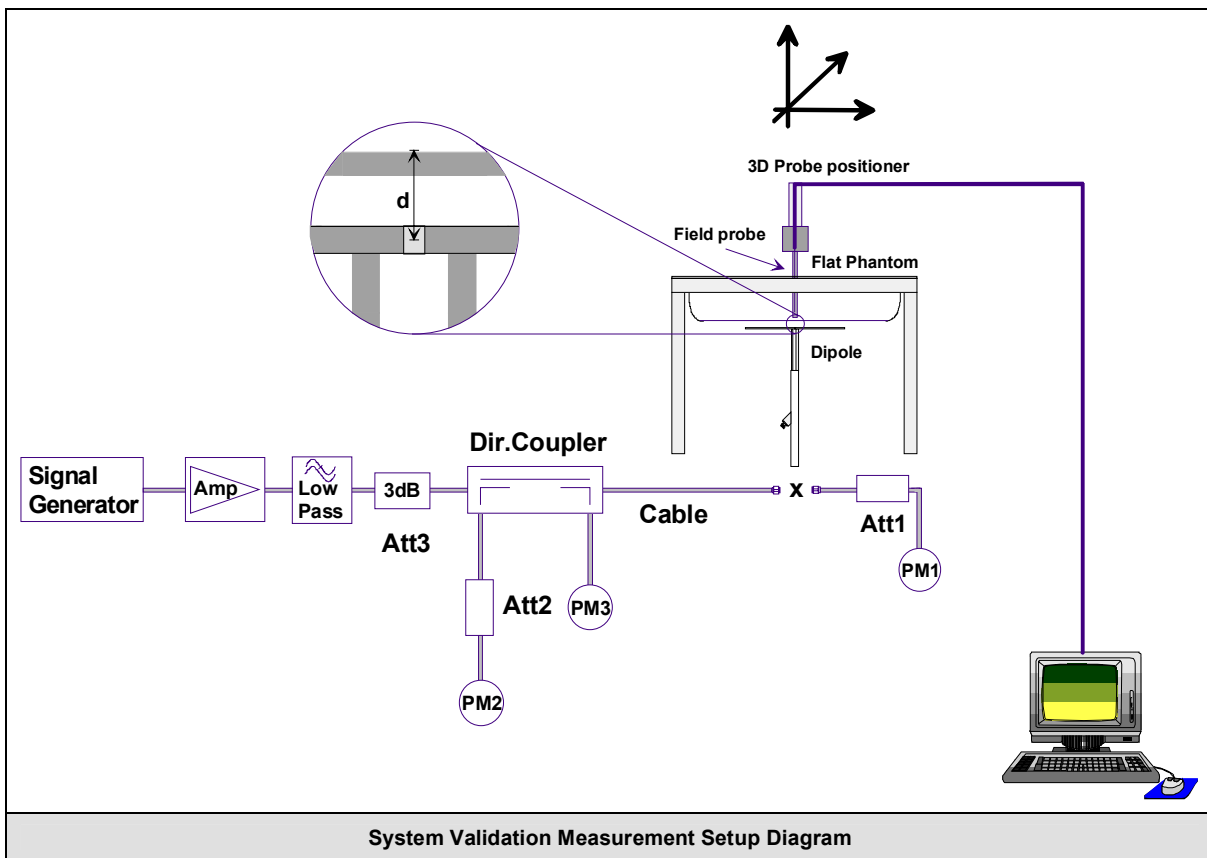 3D Probe positioner
d
Field probe
Flat Phantom
Dipole
Dir.Coupler
Signal
Generator
Amp
Low
Pass
3dB
Cable
x
Att1
Att3
PM1
Att2
PM3
PM2
System Validation Measurement Setup Diagram